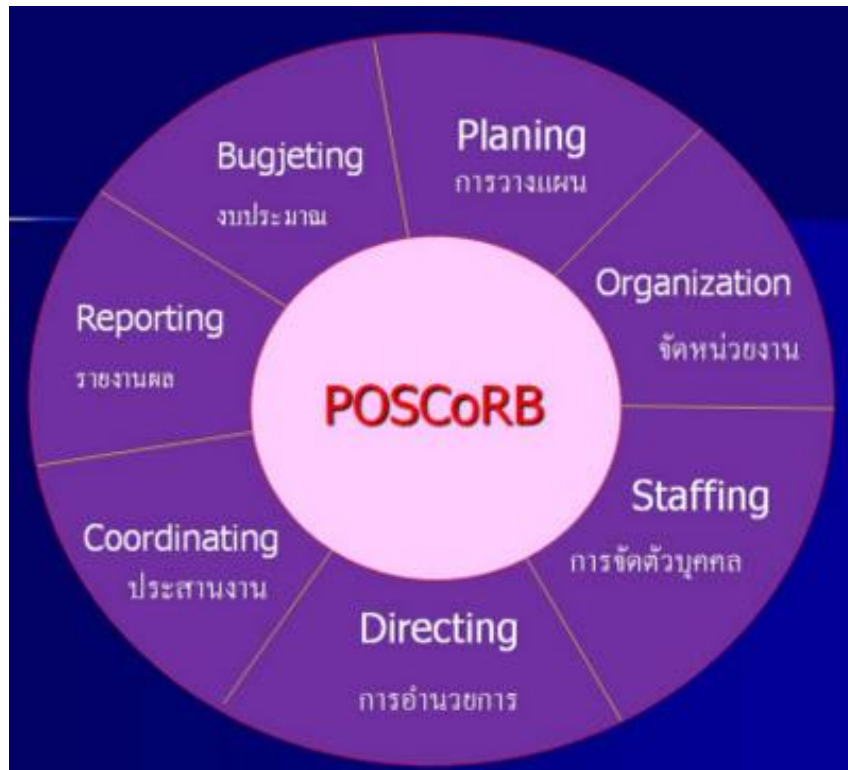 Planing
การวางแผน
Organization
จัดหน่วยงาน
Staffing
การจัดตัวบุคคล
Directing
การอำนวยการ
Coordinating
ประสานงาน
Reporting
รายงานผล
Bugjeting
งบประมาณ
POSCoRB